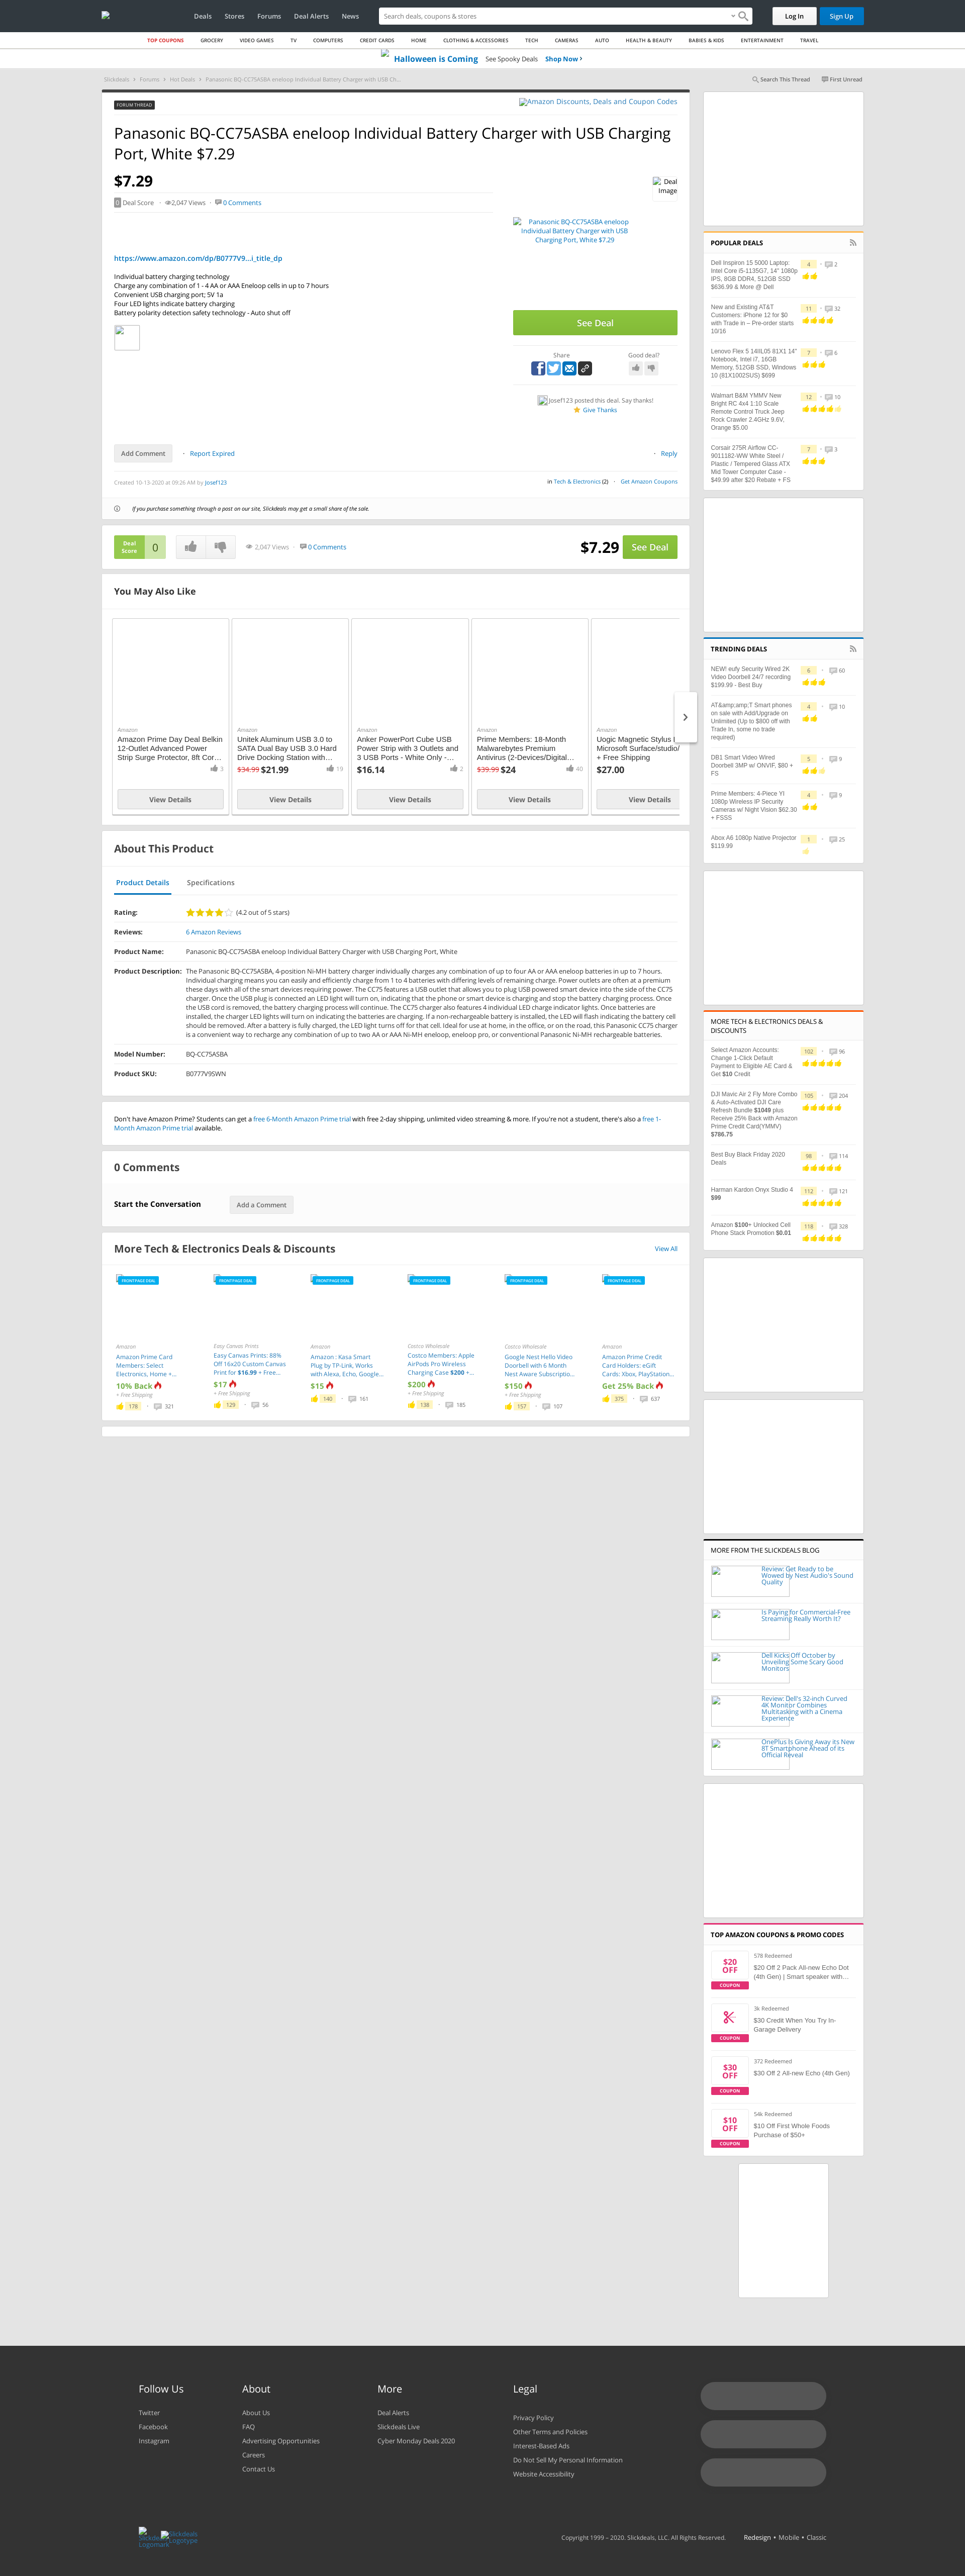 Deals Stores Forums Deal Alerts News
Search deals, coupons & stores
Log In
Sign Up
TOP COUPONS GROCERY VIDEO GAMES TV COMPUTERS CREDIT CARDS HOME CLOTHING & ACCESSORIES TECH CAMERAS AUTO HEALTH & BEAUTY BABIES & KIDS ENTERTAINMENT TRAVEL
Halloween is Coming See Spooky Deals Shop Now ›
Slickdeals › Forums › Hot Deals › Panasonic BQ-CC75ASBA eneloop Individual Battery Charger with USB Ch...
Search This Thread First Unread
FORUM THREAD
Amazon Discounts, Deals and Coupon Codes
Panasonic BQ-CC75ASBA eneloop Individual Battery Charger with USB Charging
Port, White $7.29
$7.29
0 Deal Score · 2,047 Views · 0 Comments
https://www.amazon.com/dp/B0777V9...i_title_dp
Individual battery charging technology
Charge any combination of 1 - 4 AA or AAA Eneloop cells in up to 7 hours
Convenient USB charging port; 5V 1a
Four LED lights indicate battery charging
Battery polarity detection safety technology - Auto shut off
Deal
Image
Panasonic BQ-CC75ASBA eneloop
Individual Battery Charger with USB
Charging Port, White $7.29
See Deal
Share
Good deal?
Josef123 posted this deal. Say thanks!
Give Thanks
Add Comment · Report Expired · Reply
Created 10-13-2020 at 09:26 AM by Josef123
in Tech & Electronics (2) · Get Amazon Coupons
If you purchase something through a post on our site, Slickdeals may get a small share of the sale.
Deal
Score
0
2,047 Views · 0 Comments
$7.29
See Deal
You May Also Like
Amazon
Amazon Prime Day Deal Belkin
12-Outlet Advanced Power
Strip Surge Protector, 8ft Cor…
3
View Details
Amazon
Unitek Aluminum USB 3.0 to
SATA Dual Bay USB 3.0 Hard
Drive Docking Station with…
$34.99 $21.99
19
View Details
Amazon
Anker PowerPort Cube USB
Power Strip with 3 Outlets and
3 USB Ports - White Only -…
$16.14
2
View Details
Amazon
Prime Members: 18-Month
Malwarebytes Premium
Antivirus (2-Devices/Digital…
$39.99 $24
40
View Details
Amazon
Uogic Magnetic Stylus
Microsoft Surface/studio/
+ Free Shipping
$27.00
View Details
About This Product
Product Details
Specifications
Rating: (4.2 out of 5 stars)
Reviews: 6 Amazon Reviews
Product Name: Panasonic BQ-CC75ASBA eneloop Individual Battery Charger with USB Charging Port, White
Product Description: The Panasonic BQ-CC75ASBA, 4-position Ni-MH battery charger individually charges any combination of up to four AA or AAA eneloop batteries in up to 7 hours.
Individual charging means you can easily and efficiently charge from 1 to 4 batteries with differing levels of remaining charge. Power outlets are often at a premium
these days with all of the smart devices requiring power. The CC75 features a USB outlet that allows you to plug USB powered smart device into the side of the CC75
charger. Once the USB plug is connected an LED light will turn on, indicating that the phone or smart device is charging and stop the battery charging process. Once
the USB cord is removed, the battery charging process will continue. The CC75 charger also features 4 individual LED charge indicator lights. Once batteries are
installed, the charger LED lights will turn on indicating the batteries are charging. If a non-rechargeable battery is installed, the LED will flash indicating the battery cell
should be removed. After a battery is fully charged, the LED light turns off for that cell. Ideal for use at home, in the office, or on the road, this Panasonic CC75 charger
is a convenient way to recharge any combination of up to two AA or AAA Ni-MH eneloop, eneloop pro, or conventional Panasonic Ni-MH rechargeable batteries.
Model Number: BQ-CC75ASBA
Product SKU: B0777V9SWN
Don't have Amazon Prime? Students can get a free 6-Month Amazon Prime trial with free 2-day shipping, unlimited video streaming & more. If you're not a student, there's also a free 1-
Month Amazon Prime trial available.
0 Comments
Start the Conversation
Add a Comment
More Tech & Electronics Deals & Discounts
View All
FRONTPAGE DEAL
Amazon
Amazon Prime Card
Members: Select
Electronics, Home +...
10% Back
+ Free Shipping
178 · 321
FRONTPAGE DEAL
Easy Canvas Prints
Easy Canvas Prints: 88%
Off 16x20 Custom Canvas
Print for $16.99 + Free...
$17
+ Free Shipping
129 · 56
FRONTPAGE DEAL
Amazon
Amazon : Kasa Smart
Plug by TP-Link, Works
with Alexa, Echo, Google...
$15
140 · 161
FRONTPAGE DEAL
Costco Wholesale
Costco Members: Apple
AirPods Pro Wireless
Charging Case $200 +...
$200
+ Free Shipping
138 · 185
FRONTPAGE DEAL
Costco Wholesale
Google Nest Hello Video
Doorbell with 6 Month
Nest Aware Subscriptio...
$150
+ Free Shipping
157 · 107
FRONTPAGE DEAL
Amazon
Amazon Prime Credit
Card Holders: eGift
Cards: Xbox, PlayStation...
Get 25% Back
375 · 637
POPULAR DEALS
Dell Inspiron 15 5000 Laptop:
Intel Core i5-1135G7, 14" 1080p
IPS, 8GB DDR4, 512GB SSD
$636.99 & More @ Dell
4 · 2
New and Existing AT&T
Customers: iPhone 12 for $0
with Trade in – Pre-order starts
10/16
11 · 32
Lenovo Flex 5 14IIL05 81X1 14"
Notebook, Intel i7, 16GB
Memory, 512GB SSD, Windows
10 (81X1002SUS) $699
7 · 6
Walmart B&M YMMV New
Bright RC 4x4 1:10 Scale
Remote Control Truck Jeep
Rock Crawler 2.4GHz 9.6V,
Orange $5.00
12 · 10
Corsair 275R Airflow CC-
9011182-WW White Steel /
Plastic / Tempered Glass ATX
Mid Tower Computer Case -
$49.99 after $20 Rebate + FS
7 · 3
TRENDING DEALS
NEW! eufy Security Wired 2K
Video Doorbell 24/7 recording
$199.99 - Best Buy
6 · 60
AT&amp;amp;T Smart phones
on sale with Add/Upgrade on
Unlimited (Up to $800 off with
Trade In, some no trade
required)
4 · 10
DB1 Smart Video Wired
Doorbell 3MP w/ ONVIF, $80 +
FS
5 · 9
Prime Members: 4-Piece YI
1080p Wireless IP Security
Cameras w/ Night Vision $62.30
+ FSSS
4 · 9
Abox A6 1080p Native Projector
$119.99
1 · 25
MORE TECH & ELECTRONICS DEALS &
DISCOUNTS
Select Amazon Accounts:
Change 1-Click Default
Payment to Eligible AE Card &
Get $10 Credit
102 · 96
DJI Mavic Air 2 Fly More Combo
& Auto-Activated DJI Care
Refresh Bundle $1049 plus
Receive 25% Back with Amazon
Prime Credit Card(YMMV)
$786.75
105 · 204
Best Buy Black Friday 2020
Deals
98 · 114
Harman Kardon Onyx Studio 4
$99
112 · 121
Amazon $100+ Unlocked Cell
Phone Stack Promotion $0.01
118 · 328
MORE FROM THE SLICKDEALS BLOG
Review: Get Ready to be
Wowed by Nest Audio's Sound
Quality
Is Paying for Commercial-Free
Streaming Really Worth It?
Dell Kicks Off October by
Unveiling Some Scary Good
Monitors
Review: Dell's 32-inch Curved
4K Monitor Combines
Multitasking with a Cinema
Experience
OnePlus Is Giving Away its New
8T Smartphone Ahead of its
Official Reveal
TOP AMAZON COUPONS & PROMO CODES
$20
OFF
COUPON
578 Redeemed
$20 Off 2 Pack All-new Echo Dot
(4th Gen) | Smart speaker with…
COUPON
3k Redeemed
$30 Credit When You Try In-
Garage Delivery
$30
OFF
COUPON
372 Redeemed
$30 Off 2 All-new Echo (4th Gen)
$10
OFF
COUPON
54k Redeemed
$10 Off First Whole Foods
Purchase of $50+
Follow Us
Twitter
Facebook
Instagram
About
About Us
FAQ
Advertising Opportunities
Careers
Contact Us
More
Deal Alerts
Slickdeals Live
Cyber Monday Deals 2020
Legal
Privacy Policy
Other Terms and Policies
Interest-Based Ads
Do Not Sell My Personal Information
Website Accessibility
Slickdeals
Logomark
Slickdeals
Logotype
Copyright 1999 – 2020. Slickdeals, LLC. All Rights Reserved. Redesign • Mobile • Classic